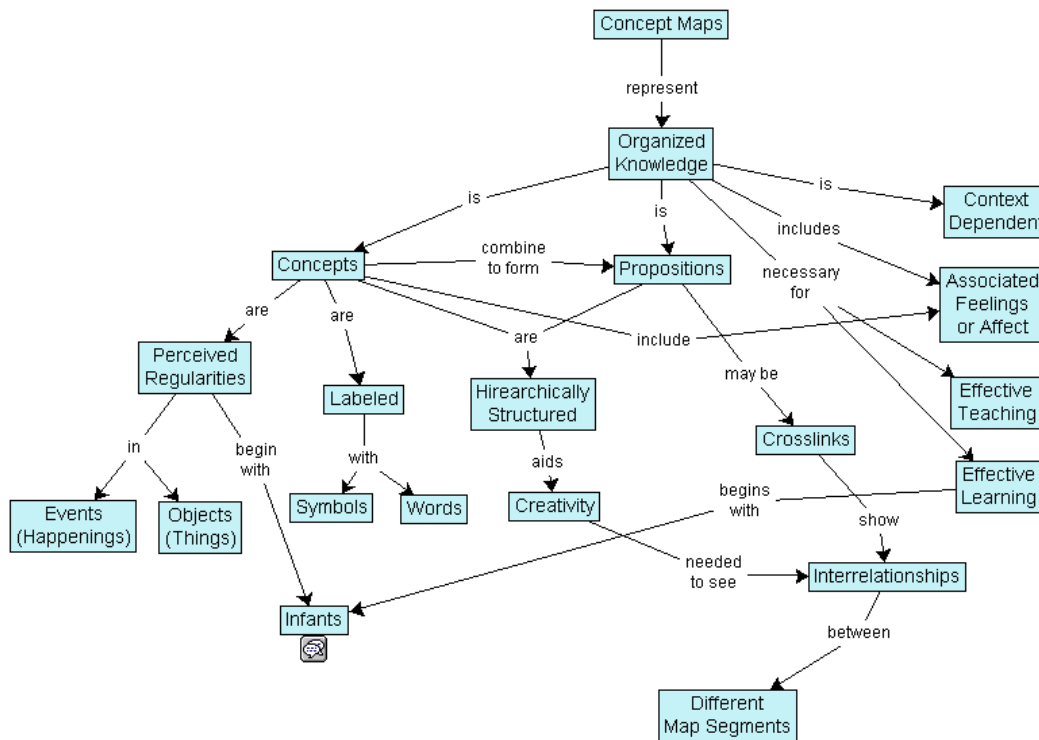 Concept Maps
represent
Organized
Knowledge
is
is
is
includes
Context
Dependent
combine
to form
necessary
for
Concepts
Propositions
Associated
Feelings
or Affect
are
are
are
include
Perceived
Regularities
may be
Labeled
Hirearchically
Structured
Effective
Teaching
in
begin
with
with
aids
Crosslinks
Effective
Learning
Events
(Happenings)
Objects
(Things)
Symbols
Words
Creativity
begins
with
show
needed
to see
Interrelationships
Infants
between
Different
Map Segments